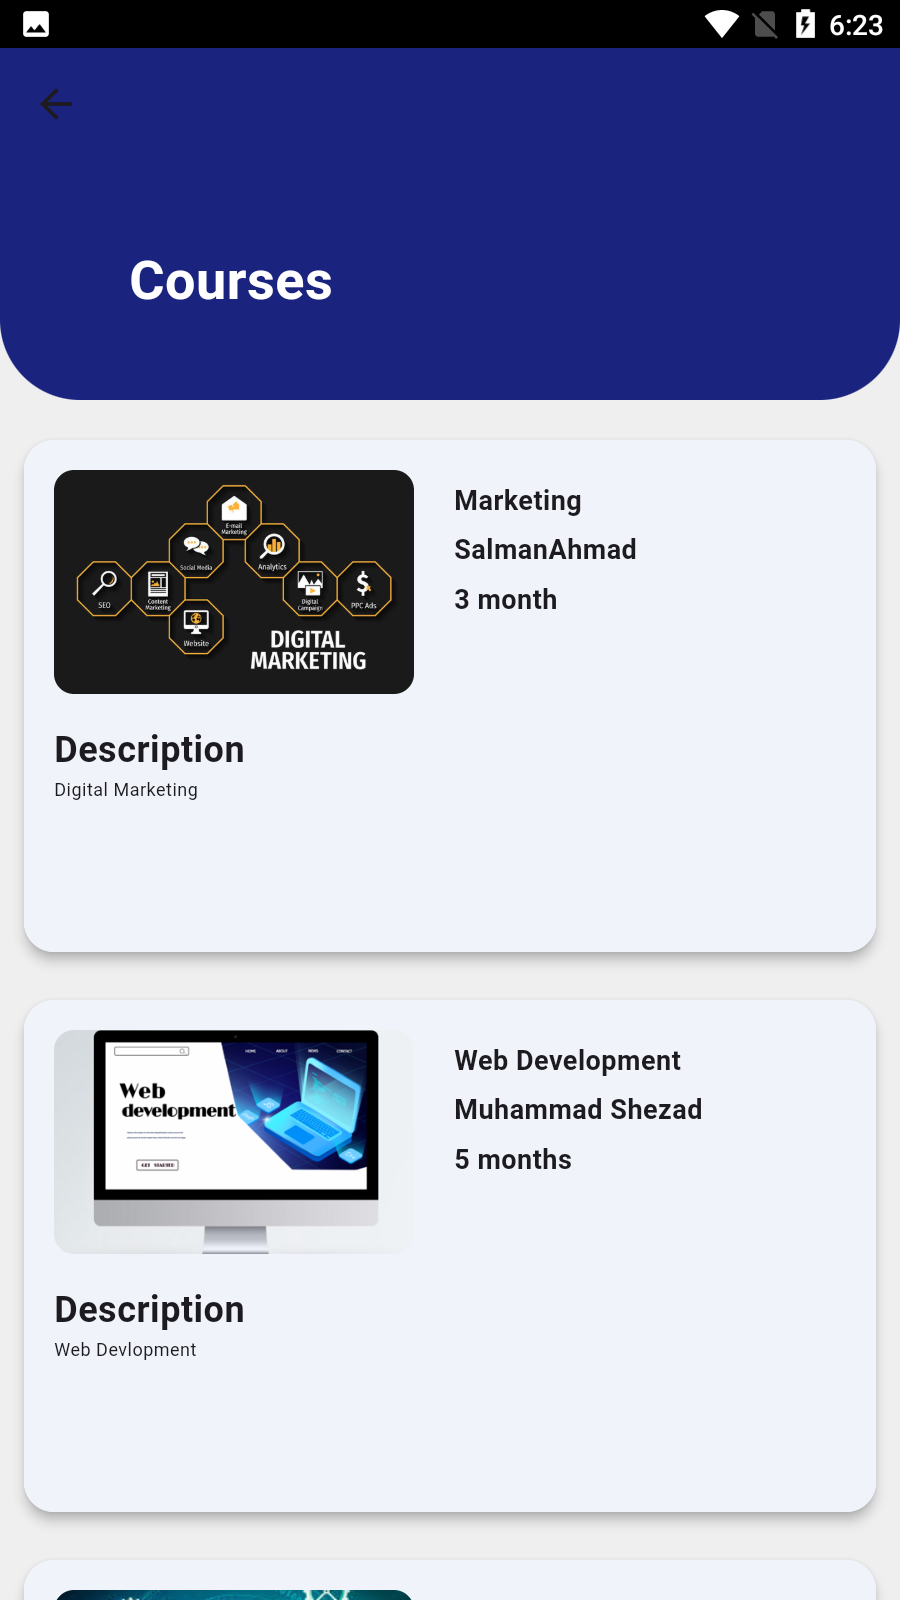 6:23
Courses
E-mail
Marketing
Social Media
Analytics
SEO
Content
Marketing
Digital
Campaign
PPC Ads
Website
DIGITAL
MARKETING
Marketing
SalmanAhmad
3 month
Description
Digital Marketing
HOME ABOUT NEWS CONTACT
Web
development
GET STARTED
Web Development
Muhammad Shezad
5 months
Description
Web Devlopment